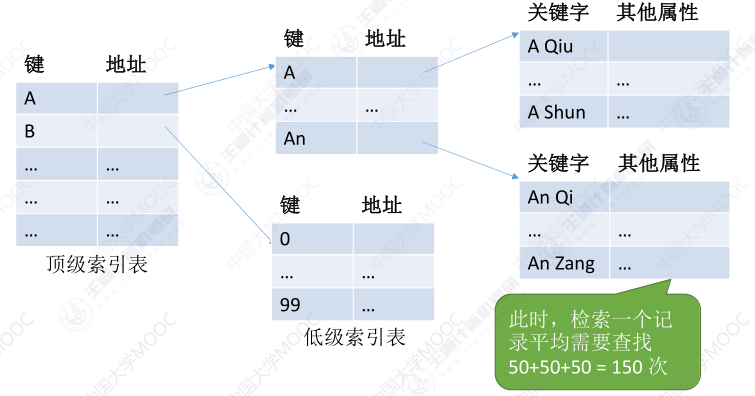 键 地址
A
B
… …
… …
… …
顶级索引表
键 地址
A
… …
An
键 地址
0
… …
99 …
低级索引表
关键字 其他属性
A Qiu
… …
A Shun …
关键字 其他属性
An Qi
… …
An Zang …
此时，检索一个记
录平均需要查找
50+50+50 = 150 次
中国大学MOOC
王道计算机考研